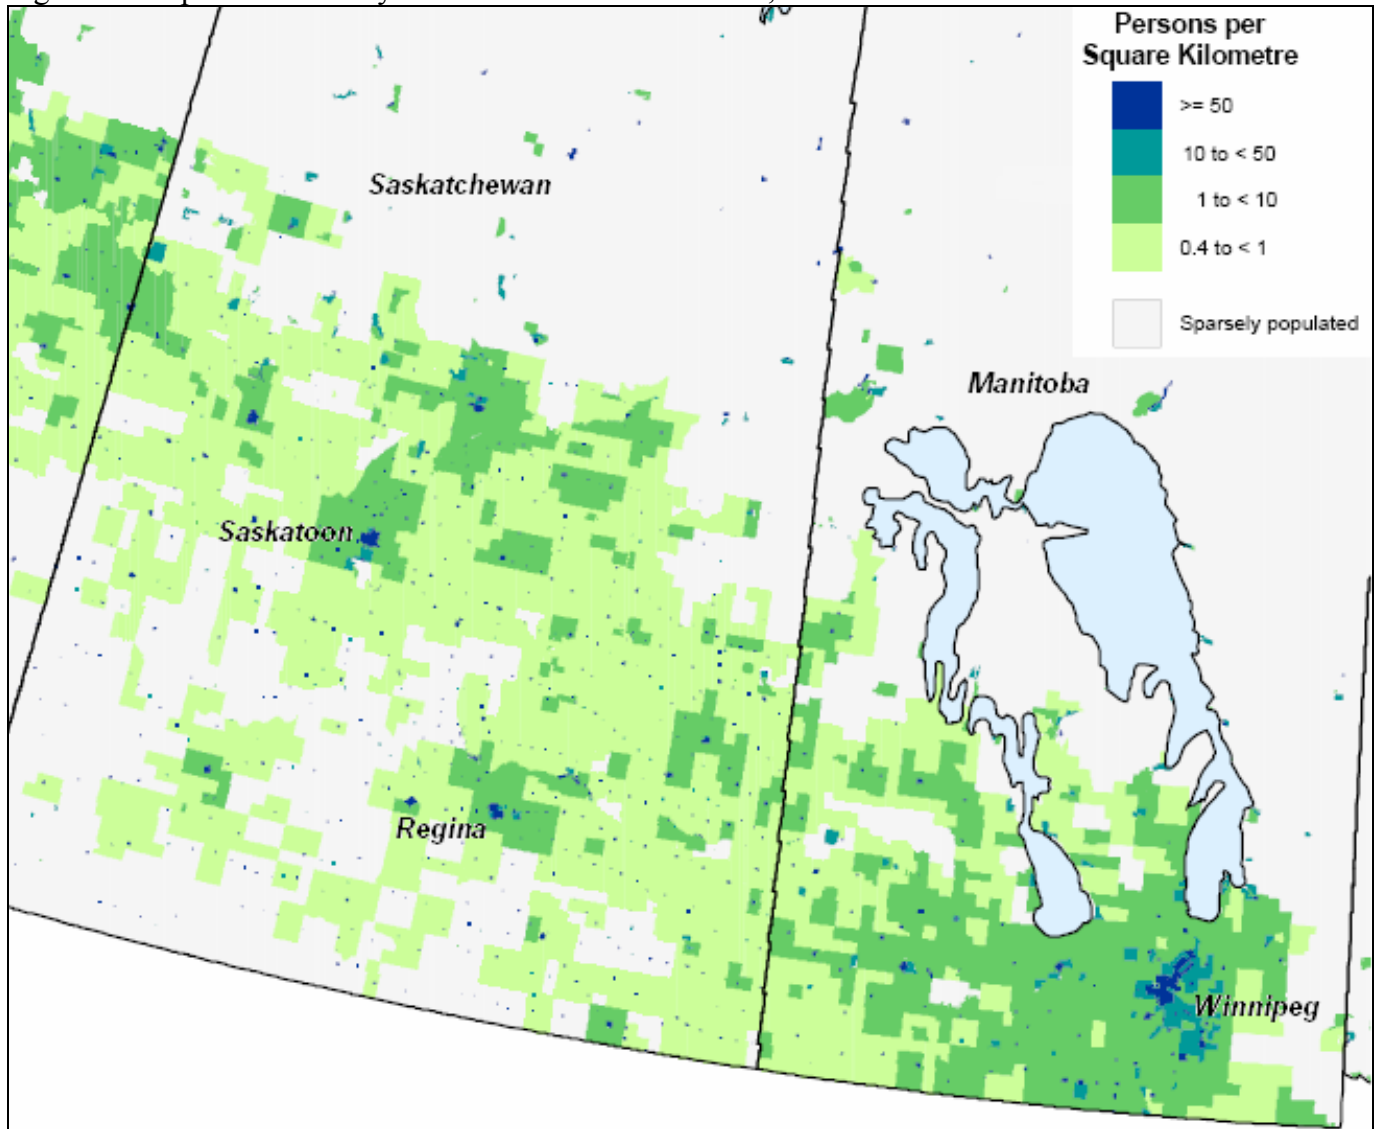 Persons per
Square Kilometre
>= 50
10 to < 50
1 to < 10
0.4 to < 1
Sparsely populated
Saskatchewan
Manitoba
Saskatoon
Regina
Winnipeg